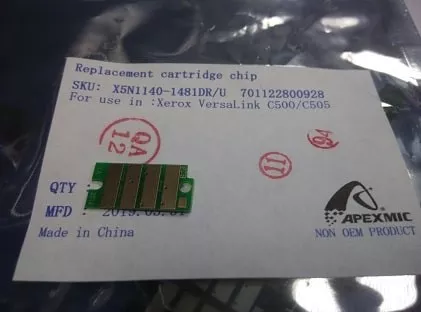 Replacement cartridge chip
SKU: X5N1140-1481DR/U 701122800928
For use in :Xerox VersaLink C500/C505
QA
12
II
QTY
MFD :
Made in China
APEXMIC
NON OEM PRODUCT